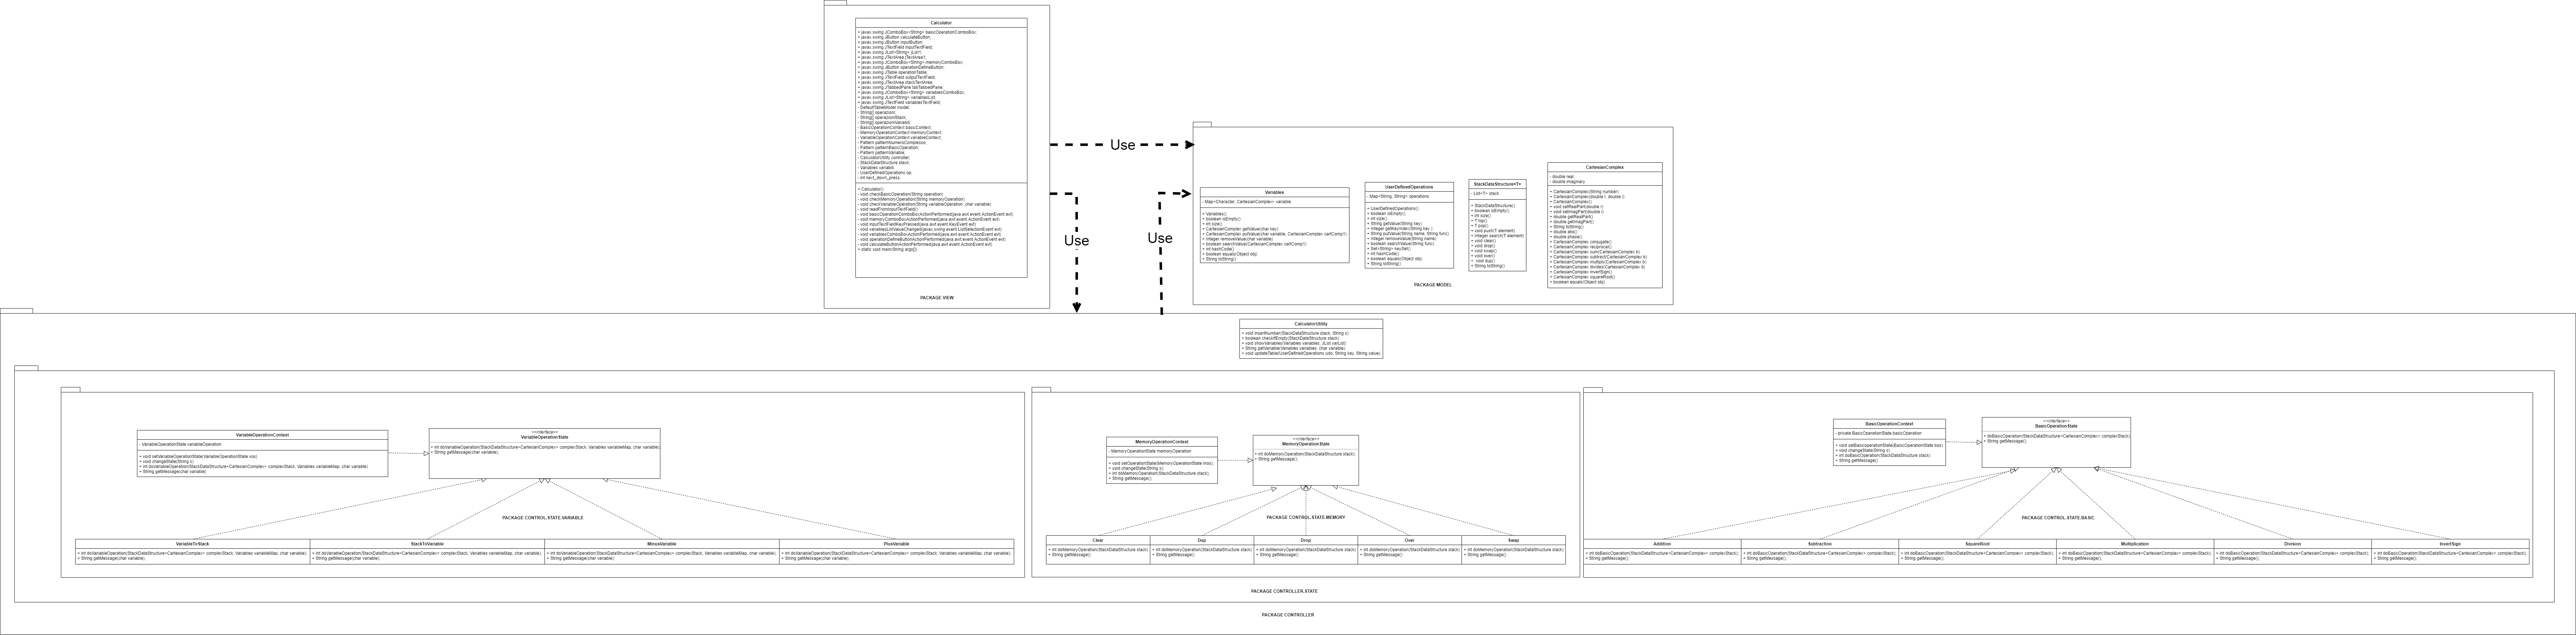 Calculator
+ javax.swing.JComboBox<String> basicOperationComboBox;
+ javax.swing.JButton calculateButton;
+ javax.swing.JButton inputButton;
+ javax.swing.JTextField inputTextField;
+ javax.swing.JList<String> jList1;
+ javax.swing.JTextArea jTextArea1;
+ javax.swing.JComboBox<String> memoryComboBox;
+ javax.swing.JButton operationDefineButton;
+ javax.swing.JTable operationTable;
+ javax.swing.JTextField outputTextField;
+ javax.swing.JTextArea stackTextArea;
+ javax.swing.JTabbedPane tabTabbedPane;
+ javax.swing.JComboBox<String> variablesComboBox;
+ javax.swing.JList<String> variablesList;
+ javax.swing.JTextField variablesTextField;
- DefaultTableModel model;
- String[] operazioni;
- String[] operazioniStack;
- String[] operazioniVariabili;
- BasicOperationContext basicContext;
- MemoryOperationContext memoryContext;
- VariableOperationContext variableContext;
- Pattern patternNumeroComplesso;
- Pattern patternBasicOperation;
- Pattern patternVariable;
- CalculatorUtility controller;
- StackDataStructure stack;
- Variables variabili;
- UserDefinedOperations op;
- int next_down_press;
+ Calculator()
- void checkBasicOperation(String operation)
- void checkMemoryOperation(String memoryOperation)
- void checkVariableOperation(String variableOperation, char variable)
- void readFromInputTextField()
- void basicOperationComboBoxActionPerformed(java.awt.event.ActionEvent evt)
- void memoryComboBoxActionPerformed(java.awt.event.ActionEvent evt)
- void inputTextFieldKeyPressed(java.awt.event.KeyEvent evt)
- void variablesListValueChanged(javax.swing.event.ListSelectionEvent evt)
- void variablesComboBoxActionPerformed(java.awt.event.ActionEvent evt)
- void operationDefineButtonActionPerformed(java.awt.event.ActionEvent evt)
- void calculateButtonActionPerformed(java.awt.event.ActionEvent evt)
+ static void main(String args[])
PACKAGE VIEW
Use
Use
Use
Variables
- Map<Character, CartesianComplex> variable
+ Variables()
+ boolean isEmpty()
+ int size()
+ CartesianComplex getValue(char key)
+ CartesianComplex putValue(char variable, CartesianComplex cartComp1)
+ Integer removeValue(char variable)
+ boolean searchValue(CartesianComplex cartComp1)
+ int hashCode()
+ boolean equals(Object obj)
+ String toString()
UserDefinedOperations
- Map<String, String> operations
+ UserDefinedOperations()
+ boolean isEmpty()
+ int size()
+ String getValue(String key)
+ Integer getKeyIndex(String key )
+ String putValue(String name, String func)
+ Integer removeValue(String name)
+ boolean searchValue(String func)
+ Set<String> keySet()
+ int hashCode()
+ boolean equals(Object obj)
+ String toString()
StackDataStructure<T>
- List<T> stack
+ StackDataStructure()
+ boolean isEmpty()
+ int size()
+ T top()
+ T pop()
+ void push(T element)
+ Integer search(T element)
+ void clear()
+ void drop()
+ void swap()
+ void over()
+ void dup()
+ String toString()
CartesianComplex
- double real
- double imaginary
+ CartesianComplex(String number)
+ CartesianComplex(double r, double i)
+ CartesianComplex()
+ void setRealPart(double r)
+ void setImagPart(double i)
+ double getRealPart()
+ double getImagPart()
+ String toString()
+ double abs()
+ double phase()
+ CartesianComplex conjugate()
+ CartesianComplex reciprocal()
+ CartesianComplex sum(CartesianComplex b)
+ CartesianComplex subtract(CartesianComplex b)
+ CartesianComplex multiply(CartesianComplex b)
+ CartesianComplex divides(CartesianComplex b)
+ CartesianComplex invertSign()
+ CartesianComplex squareRoot()
+ boolean equals(Object obj)
PACKAGE MODEL
CalculatorUtility
+ void insertNumber(StackDataStructure stack, String s)
+ boolean checkIfEmpty(StackDataStructure stack)
+ void showVariables(Variables variables, JList varList)
+ String getVariable(Variables variables, char variable)
+ void updateTable(UserDefinedOperations udo, String key, String value)
VariableOperationContext
- VariableOperationState variableOperation
+ void setVariableOperationState(VariableOperationState vos)
+ void changeState(String s)
+ int doVariableOperation(StackDataStructure<CartesianComplex> complexStack, Variables variableMap, char variable)
+ String getMessage(char variable)
<<interface>>
VariableOperationState
+ int doVariableOperation(StackDataStructure<CartesianComplex> complexStack, Variables variableMap, char variable);
+ String getMessage(char variable);
PACKAGE CONTROL.STATE.VARIABLE
VariableToStack
+ int doVariableOperation(StackDataStructure<CartesianComplex> complexStack, Variables variableMap, char variable);
+ String getMessage(char variable);
StackToVariable
+ int doVariableOperation(StackDataStructure<CartesianComplex> complexStack, Variables variableMap, char variable);
+ String getMessage(char variable);
MinusVariable
+ int doVariableOperation(StackDataStructure<CartesianComplex> complexStack, Variables variableMap, char variable);
+ String getMessage(char variable);
PlusVariable
+ int doVariableOperation(StackDataStructure<CartesianComplex> complexStack, Variables variableMap, char variable);
+ String getMessage(char variable);
MemoryOperationContext
- MemoryOperationState memoryOperation
+ void setOperationState(MemoryOperationState mos);
+ void changeState(String s);
+ int doMemoryOperation(StackDataStructure stack);
+ String getMessage();
<<interface>>
MemoryOperationState
+ int doMemoryOperation(StackDataStructure stack);
+ String getMessage();
PACKAGE CONTROL.STATE.MEMORY
Clear
+ int doMemoryOperation(StackDataStructure stack);
+ String getMessage();
Dup
+ int doMemoryOperation(StackDataStructure stack);
+ String getMessage();
Drop
+ int doMemoryOperation(StackDataStructure stack);
+ String getMessage();
Over
+ int doMemoryOperation(StackDataStructure stack);
+ String getMessage();
Swap
+ int doMemoryOperation(StackDataStructure stack);
+ String getMessage();
BasicOperationContext
- private BasicOperationState basicOperation
+ void setBasicoperationState(BasicOperationState bos)
+ void changeState(String s)
+ int doBasicOperation(StackDataStructure stack)
+ String getMessage()
<<interface>>
BasicOperationState
+ doBasicOperation(StackDataStructure<CartesianComplex> complexStack);
+ String getMessage();
PACKAGE CONTROL.STATE.BASIC
Addition
+ int doBasicOperation(StackDataStructure<CartesianComplex> complexStack);
+ String getMessage();
Subtraction
+ int doBasicOperation(StackDataStructure<CartesianComplex> complexStack);
+ String getMessage();
SquareRoot
+ int doBasicOperation(StackDataStructure<CartesianComplex> complexStack);
+ String getMessage();
Multiplication
+ int doBasicOperation(StackDataStructure<CartesianComplex> complexStack);
+ String getMessage();
Division
+ int doBasicOperation(StackDataStructure<CartesianComplex> complexStack);
+ String getMessage();
InvertSign
+ int doBasicOperation(StackDataStructure<CartesianComplex> complexStack);
+ String getMessage();
PACKAGE CONTROLLER.STATE
PACKAGE CONTROLLER